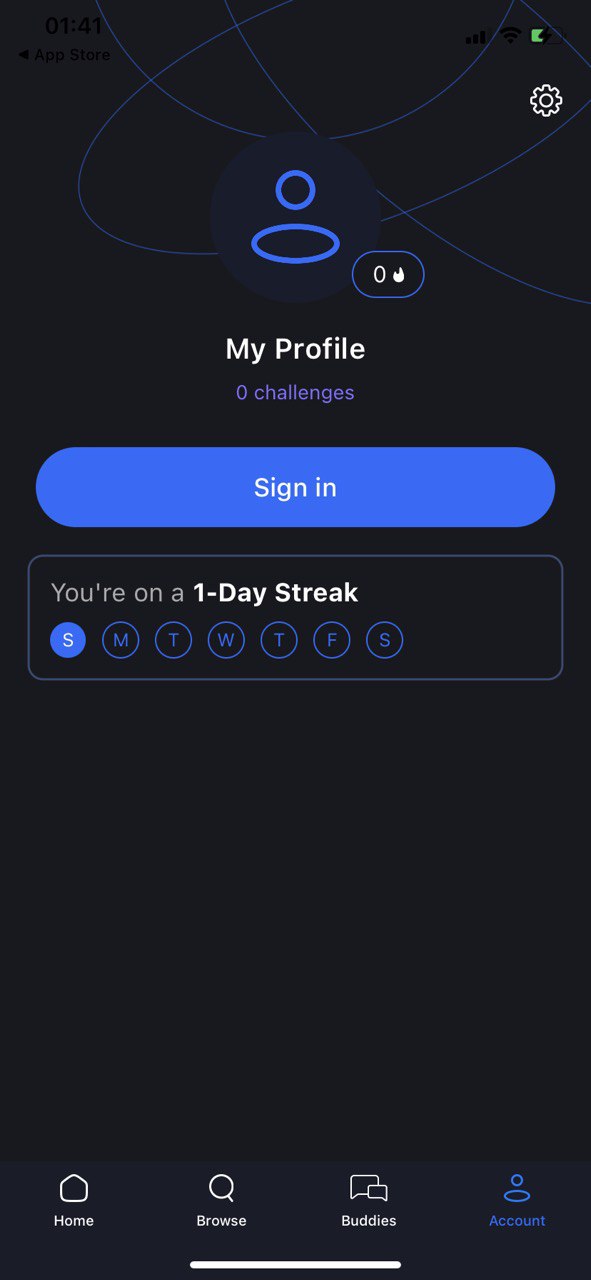 01:41
◀ App Store
0
My Profile
0 challenges
Sign in
You're on a 1-Day Streak
S M T W T F S
Home Browse Buddies Account